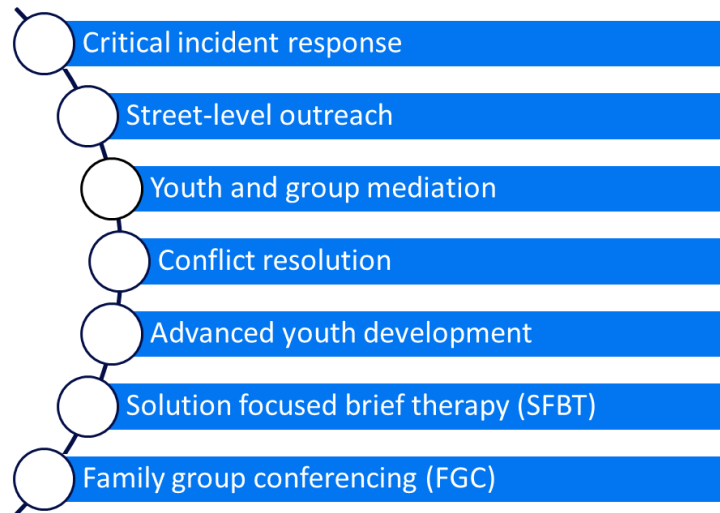 Critical incident response
Street-level outreach
Youth and group mediation
Conflict resolution
Advanced youth development
Solution focused brief therapy (SFBT)
Family group conferencing (FGC)